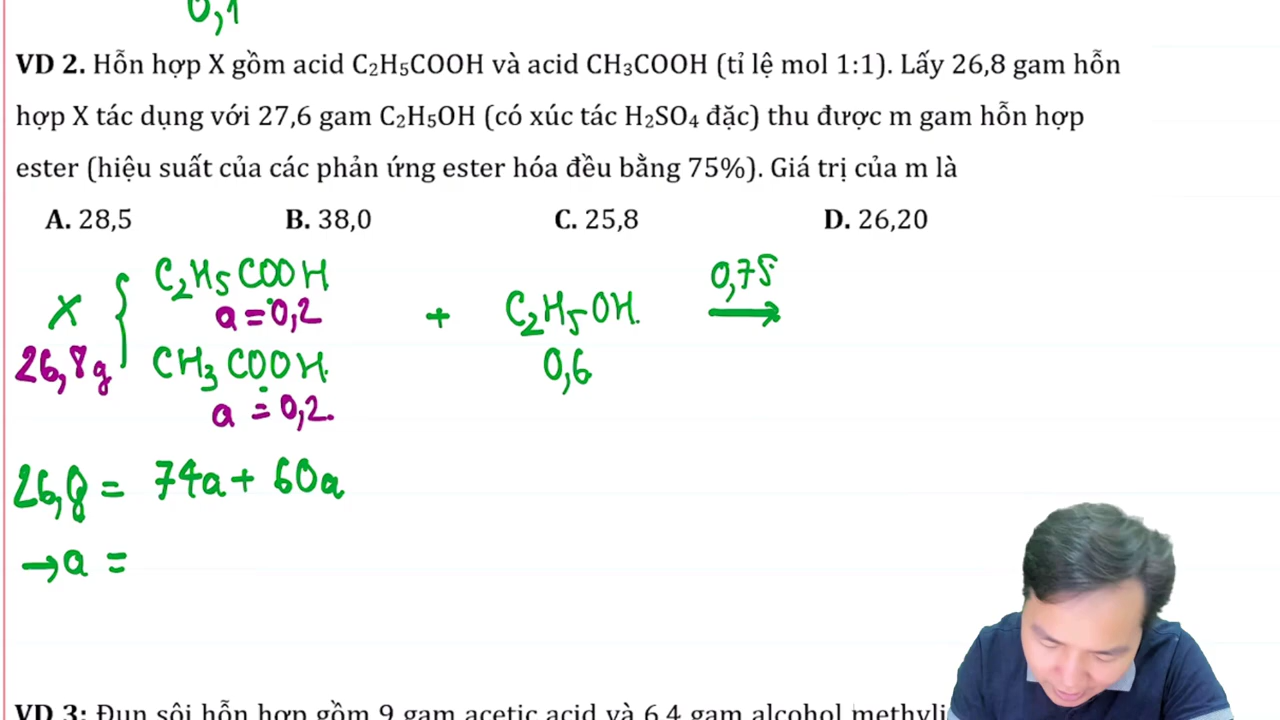 0,1
VD 2. Hỗn hợp X gồm acid C₂H₅COOH và acid CH₃COOH (tỉ lệ mol 1:1). Lấy 26,8 gam hỗn
hợp X tác dụng với 27,6 gam C₂H₅OH (có xúc tác H₂SO₄ đặc) thu được m gam hỗn hợp
ester (hiệu suất của các phản ứng ester hóa đều bằng 75%). Giá trị của m là
A. 28,5 B. 38,0 C. 25,8 D. 26,20
C₂H₅COOH
a = 0,2
X
26,8g
CH₃COOH
a = 0,2.
+ C₂H₅OH
0,6
0,75
→
26,8 = 74a + 60a
→ a =
VD 3: Đun sôi hỗn hợp gồm 9 gam acetic acid và 6,4 gam alcohol